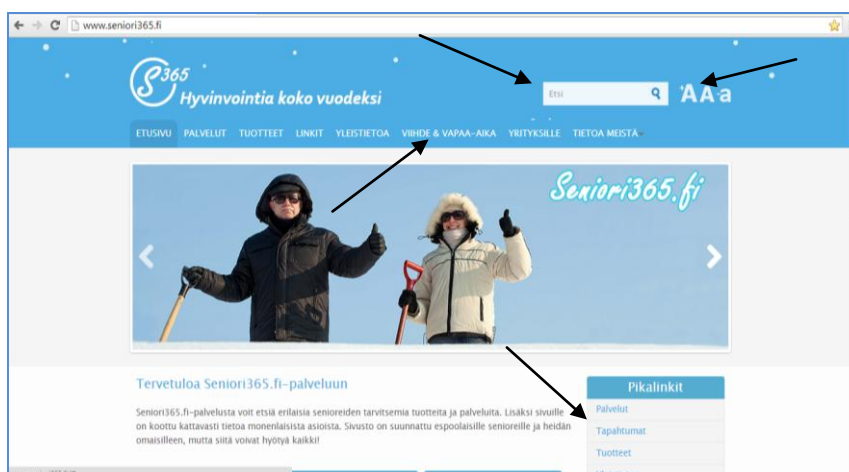 www.seniori365.fi
S 365
Hyvinvointia koko vuodeksi
Etsi
A A a
ETUSIVU PALVELUT TUOTTEET LINKIT YLEISTIETOA VIIHDE & VAPAA-AIKA YRITYKSILLE TIETOA MEISTÄ
Seniori365.fi
Tervetuloa Seniori365.fi-palveluun
Seniori365.fi-palvelusta voit etsiä erilaisia senioreiden tarvitsemia tuotteita ja palveluita. Lisäksi sivuille
on koottu kattavasti tietoa monenlaisista asioista. Sivusto on suunnattu espoolaisille senioreille ja heidän
omaisilleen, mutta siitä voivat hyötyä kaikki!
Pikalinkit
Palvelut
Tapahtumat
Tuotteet